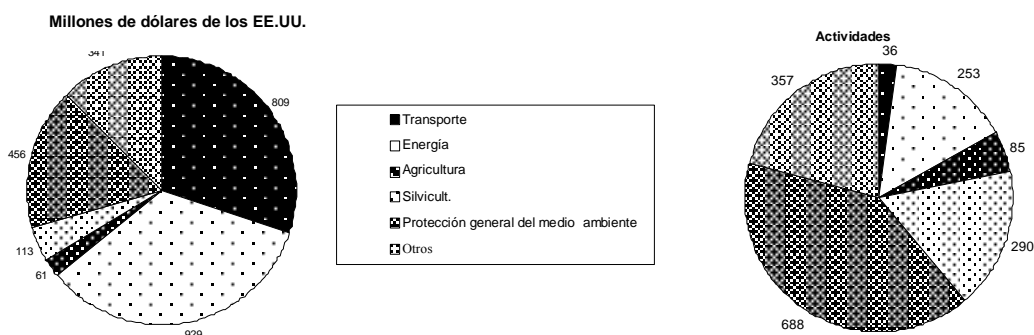 Millones de dólares de los EE.UU.
341
809
456
113
61
929
Transporte
Energía
Agricultura
Silvicult.
Protección general del medio ambiente
Otros
Actividades
36
357
253
85
290
688